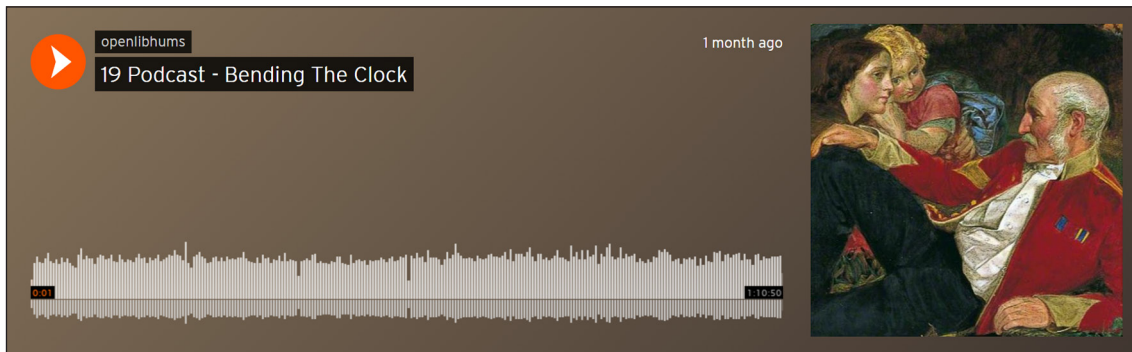 openlibhums
1 month ago
19 Podcast - Bending The Clock
0:01
1:10:50